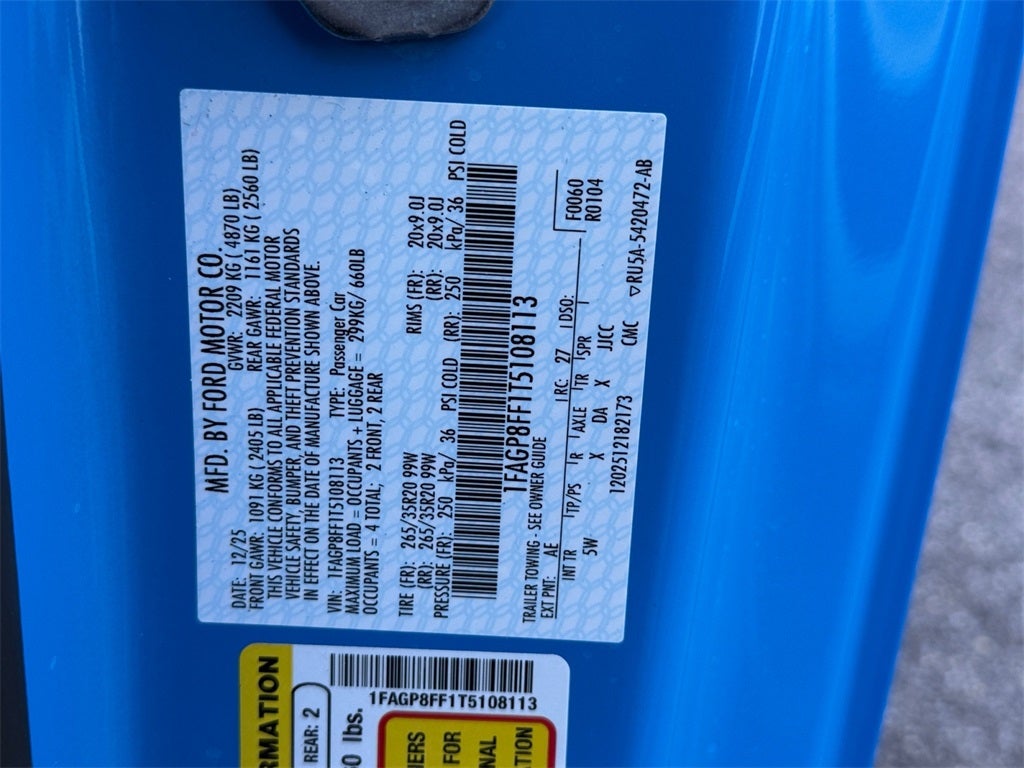 MFD. BY FORD MOTOR CO.
DATE: 12/25 GVWR: 2209 KG ( 4870 LB)
FRONT GAWR: 1091 KG ( 2405 LB) REAR GAWR: 1161 KG ( 2560 LB)
THIS VEHICLE CONFORMS TO ALL APPLICABLE FEDERAL MOTOR
VEHICLE SAFETY, BUMPER, AND THEFT PREVENTION STANDARDS
IN EFFECT ON THE DATE OF MANUFACTURE SHOWN ABOVE.
VIN: 1FAGP8FF1T5108113 TYPE: Passenger Car
MAXIMUM LOAD = OCCUPANTS + LUGGAGE = 299KG/ 660LB
OCCUPANTS = 4 TOTAL; 2 FRONT, 2 REAR
TIRE (FR): 265/35R20 99W RIMS (FR): 20x9.0J
(RR): 265/35R20 99W (RR): 20x9.0J
PRESSURE (FR): 250 kPa/ 36 PSI COLD (RR): 250 kPa/ 36 PSI COLD
1FAGP8FF1T5108113
TRAILER TOWING - SEE OWNER GUIDE
EXT PNT: AE RC: 27 DSO: F0060
R0104
INT TR TP/PS R AXLE TR SPR
5W X DA X JJCC
1202512182173 CMC ▽RU5A-5420472-AB
RMATION
REAR: 2
0 lbs.
1FAGP8FF1T5108113
IERS
FOR
NAL
TION